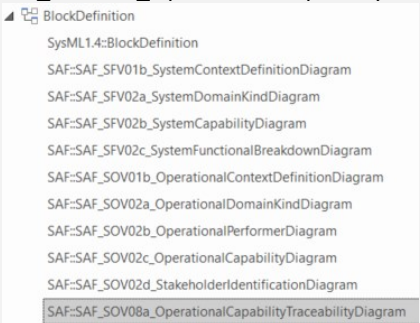 BlockDefinition
SysML1.4::BlockDefinition
SAF::SAF_SFV01b_SystemContextDefinitionDiagram
SAF::SAF_SFV02a_SystemDomainKindDiagram
SAF::SAF_SFV02b_SystemCapabilityDiagram
SAF::SAF_SFV02c_SystemFunctionalBreakdownDiagram
SAF::SAF_SOV01b_OperationalContextDefinitionDiagram
SAF::SAF_SOV02a_OperationalDomainKindDiagram
SAF::SAF_SOV02b_OperationalPerformerDiagram
SAF::SAF_SOV02c_OperationalCapabilityDiagram
SAF::SAF_SOV02d_StakeholderIdentificationDiagram
SAF::SAF_SOV08a_OperationalCapabilityTraceabilityDiagram